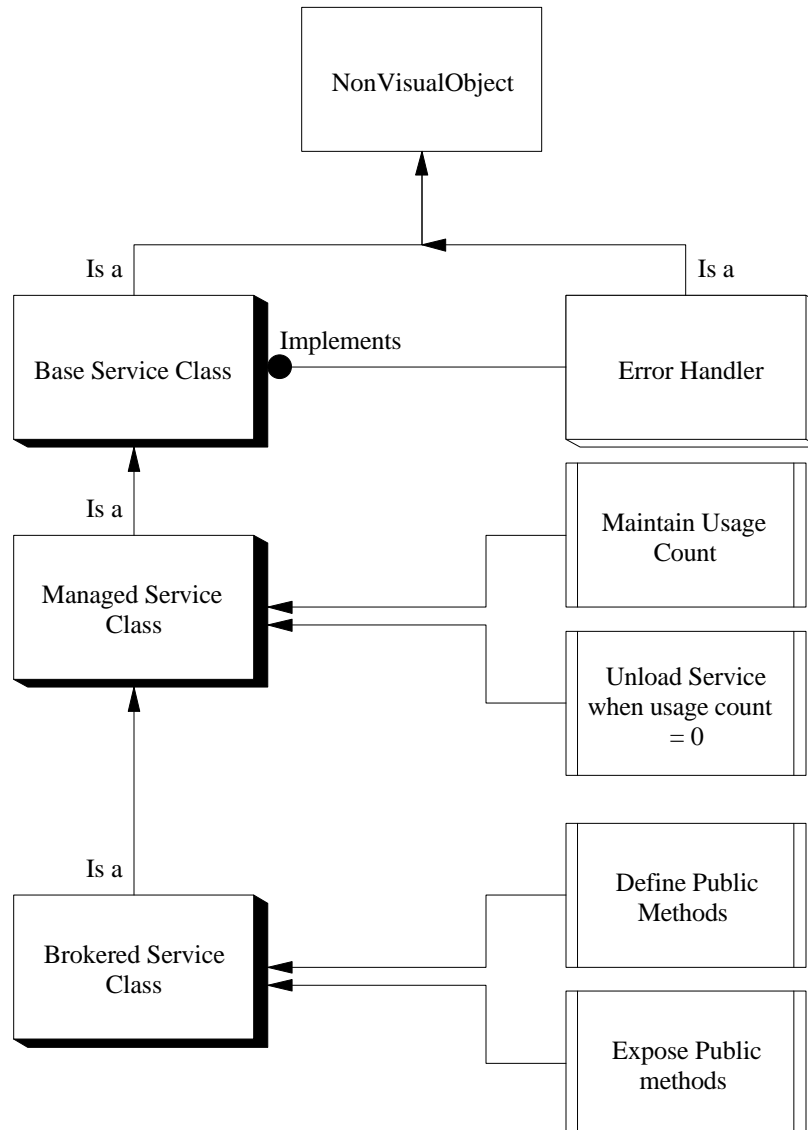 NonVisualObject
Is a
Is a
Implements
Base Service Class
Error Handler
Is a
Maintain Usage
Count
Managed Service
Class
Unload Service
when usage count
= 0
Is a
Define Public
Methods
Brokered Service
Class
Expose Public
methods